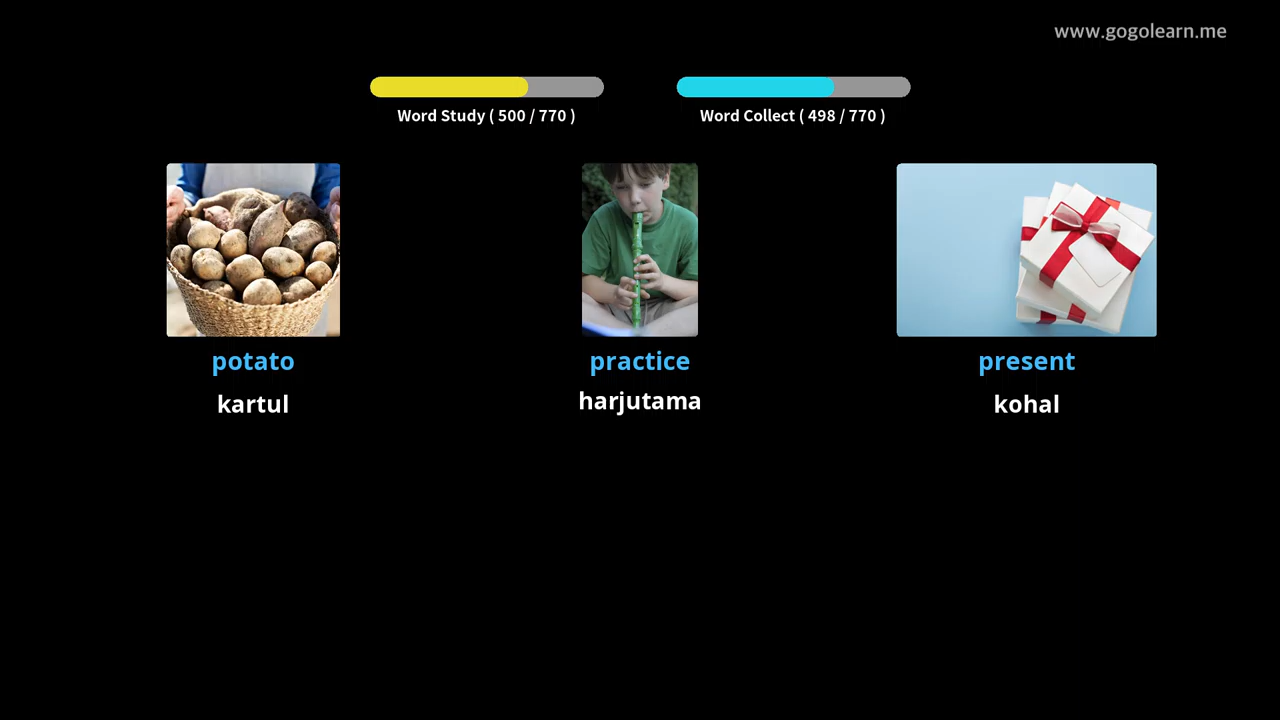 www.gogolearn.me
Word Study ( 500 / 770 )
Word Collect ( 498 / 770 )
potato
kartul
practice
harjutama
present
kohal